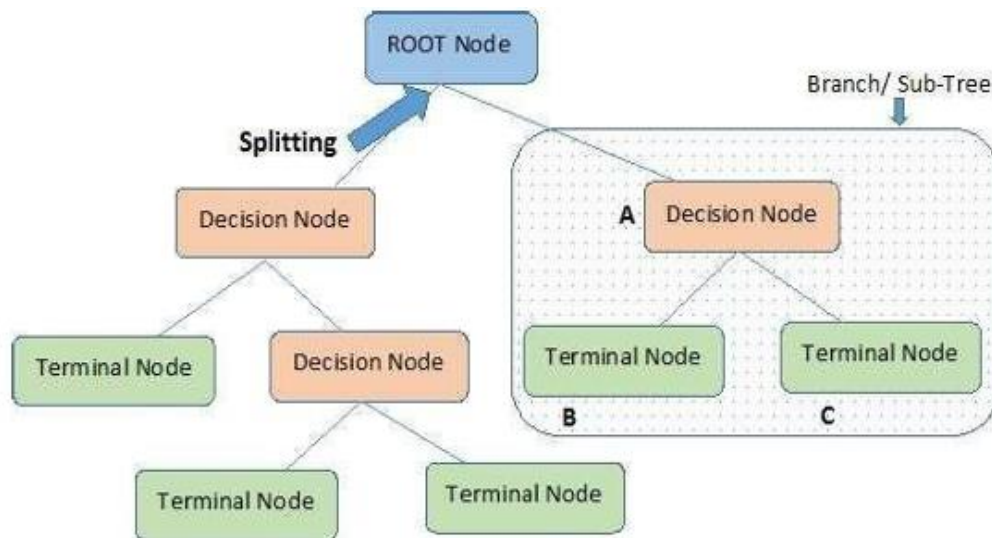 ROOT Node
Branch/ Sub-Tree
Splitting
Decision Node
A
Decision Node
Terminal Node
Decision Node
Terminal Node
Terminal Node
B
C
Terminal Node
Terminal Node